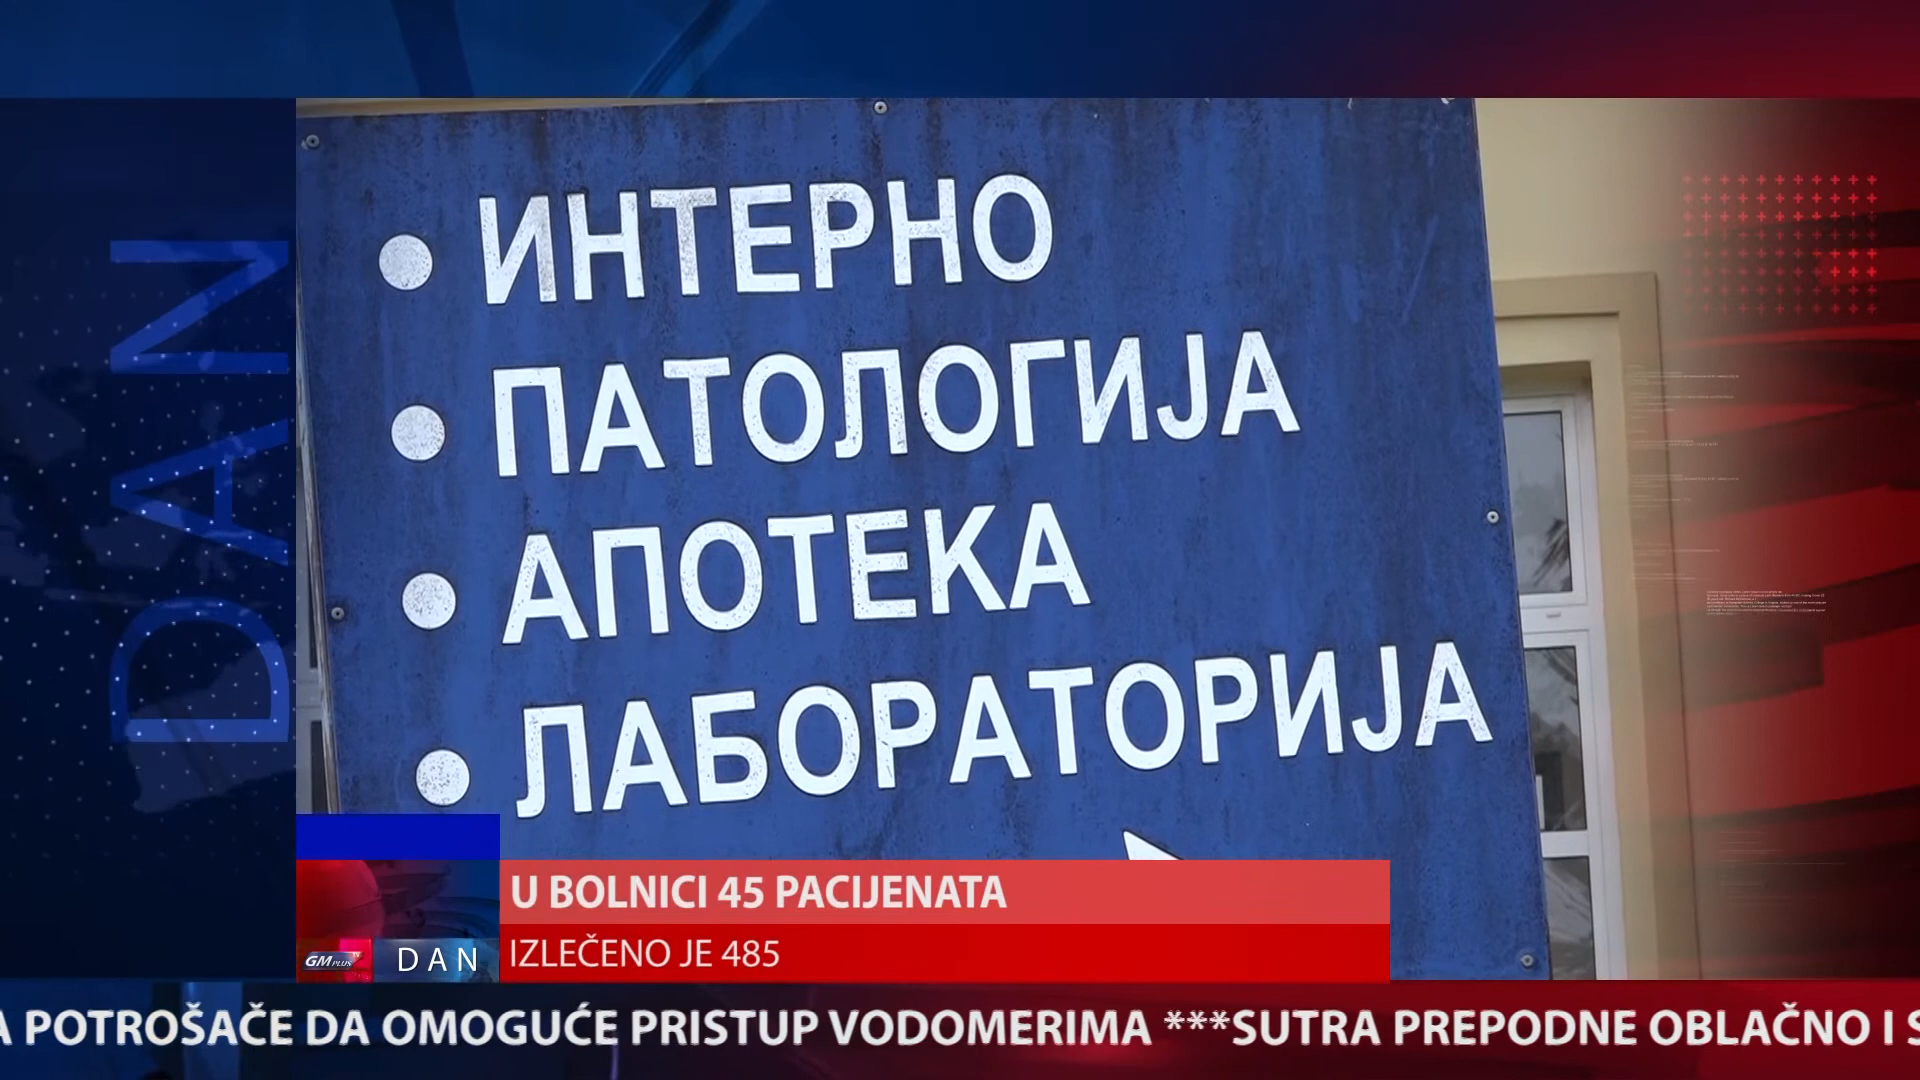 DAN
ИНТЕРНО
ПАТОЛОГИЈА
АПОТЕКА
ЛАБОРАТОРИЈА
U BOLNICI 45 PACIJENATA
IZLEČENO JE 485
GM PLUS TV
DAN
A POTROŠAČE DA OMOGUĆE PRISTUP VODOMERIMA ***SUTRA PREPODNE OBLAČNO I S